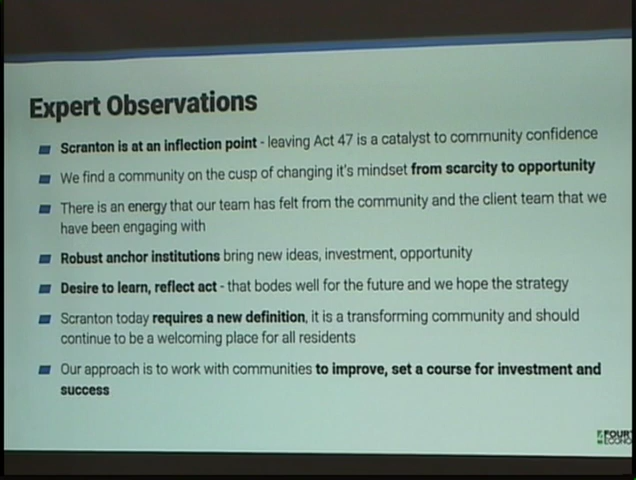 Expert Observations
Scranton is at an inflection point - leaving Act 47 is a catalyst to community confidence
We find a community on the cusp of changing it's mindset from scarcity to opportunity
There is an energy that our team has felt from the community and the client team that we
have been engaging with
Robust anchor institutions bring new ideas, investment, opportunity
Desire to learn, reflect act - that bodes well for the future and we hope the strategy
Scranton today requires a new definition, it is a transforming community and should
continue to be a welcoming place for all residents
Our approach is to work with communities to improve, set a course for investment and
success
FOUR
ECONO